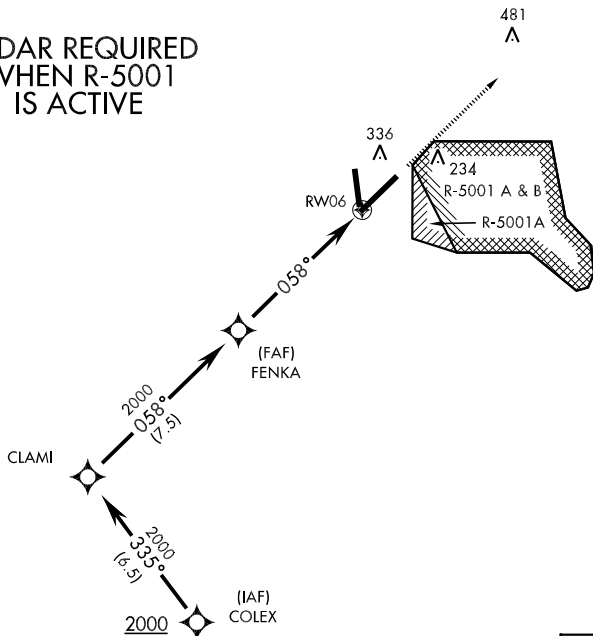 481
DAR REQUIRED
WHEN R-5001
IS ACTIVE
336
234
R-5001 A & B
RW06
R-5001A
058°
(FAF)
FENKA
2000
058°
(7.5)
CLAMI
2000
335°
(6.5)
(IAF)
COLEX
2000